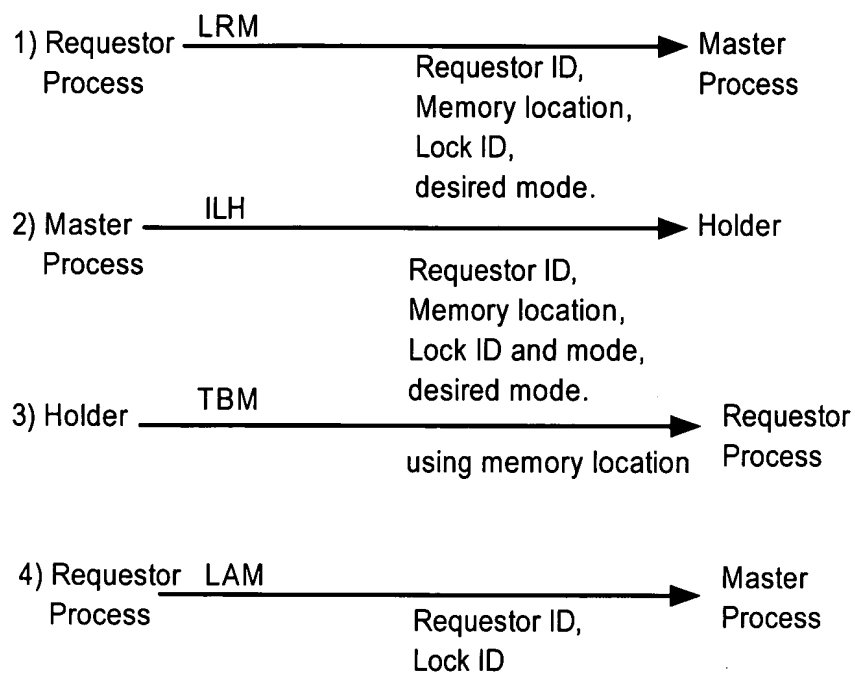 1) Requestor LRM Master
Process Requestor ID, Process
Memory location,
Lock ID,
desired mode.
2) Master ILH Holder
Process Requestor ID,
Memory location,
Lock ID and mode,
desired mode.
3) Holder TBM Requestor
using memory location Process
4) Requestor LAM Master
Process Requestor ID, Process
Lock ID